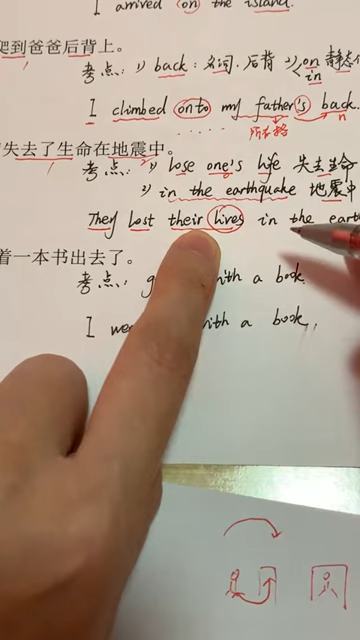 I arrived on the island.
爬到爸爸后背上。
考点: 1) back: 名词. 后背 2) on 静态
in
I climbed onto my father's back.
所有格 n
失去了生命在地震中。
考点: 1) lose one's life 失去生命
2) in the earthquake 地震中
They lost their lives in the earth
着一本书出去了。
考点: g with a book
I we with a book.